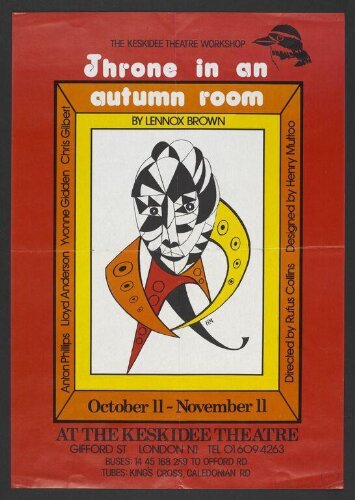 THE KESKIDEE THEATRE WORKSHOP
Throne in an
autumn room
BY LENNOX BROWN
Anton Phillips Lloyd Anderson Yvonne Gidden Chris Gilbert
Directed by Rufus Collins Designed by Henry Muttoo
October 11 - November 11
AT THE KESKIDEE THEATRE
GIFFORD ST LONDON N1 TEL 01 609 4263
BUSES: 14 45 168 259 TO OFFORD RD
TUBES: KINGS CROSS, CALEDONIAN RD